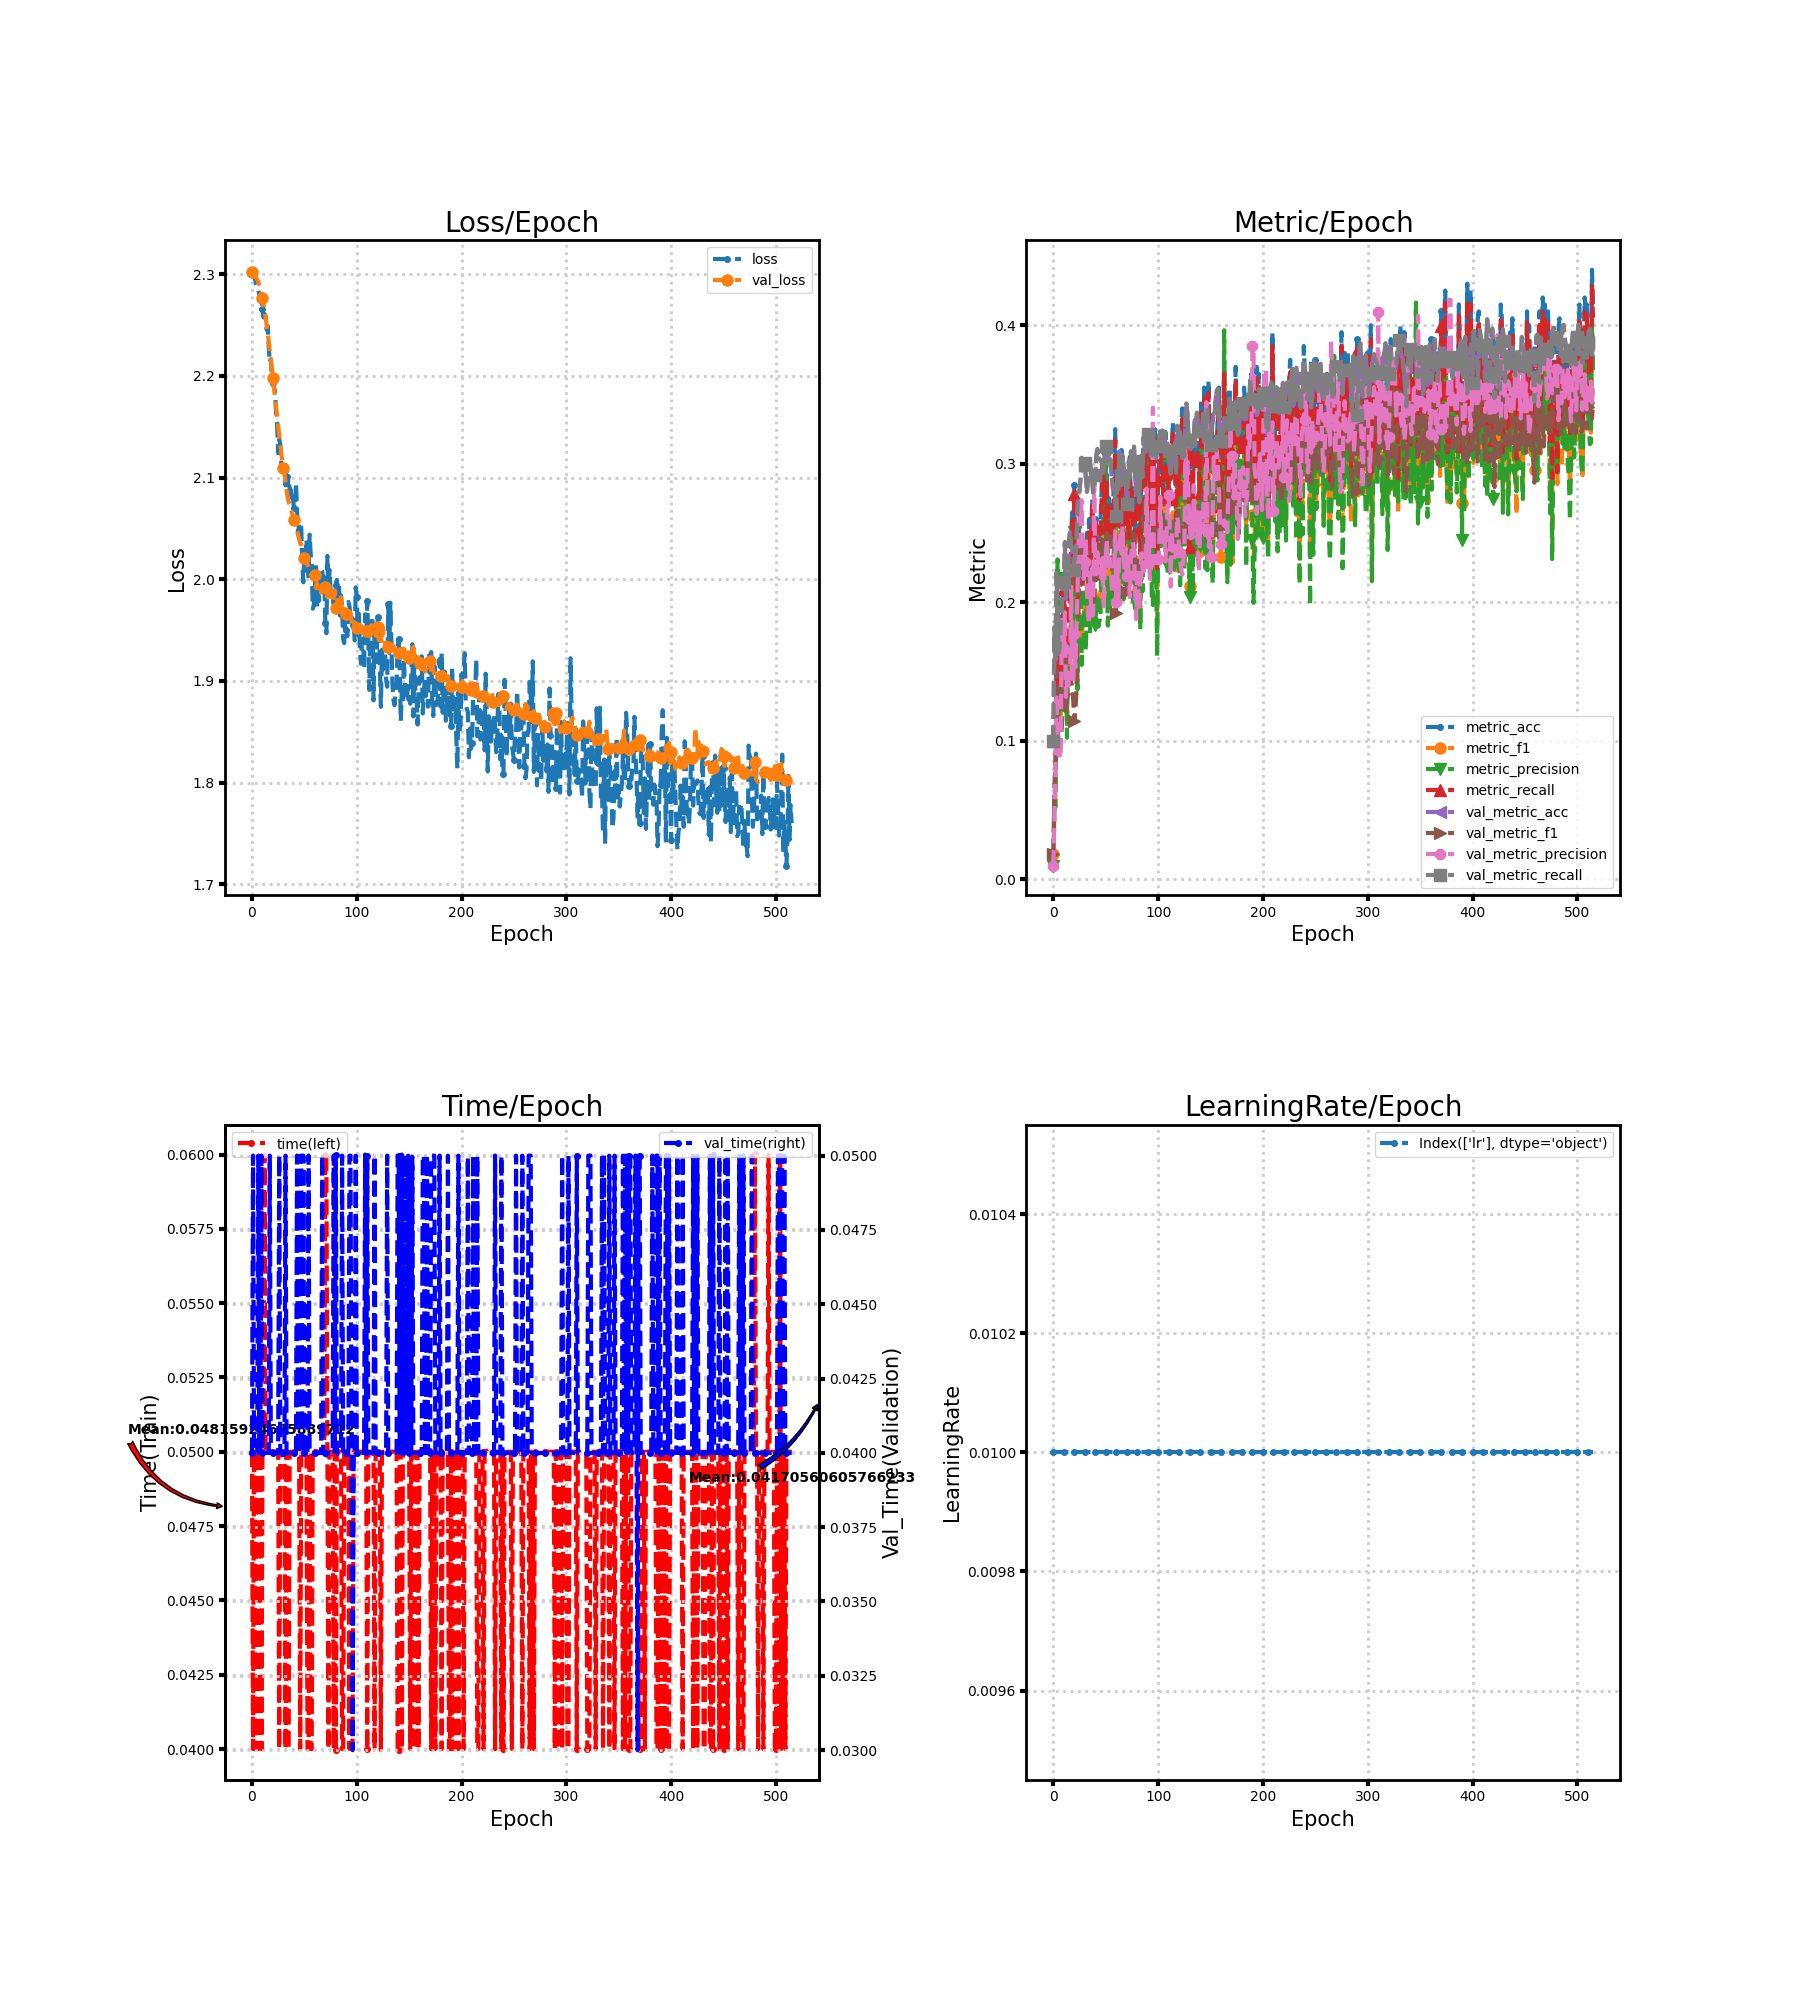 Loss/Epoch
2.3
2.2
2.1
2.0
1.9
1.8
1.7
Loss
loss
val_loss
0 100 200 300 400 500
Epoch
Metric/Epoch
0.4
0.3
0.2
0.1
0.0
Metric
metric_acc
metric_f1
metric_precision
metric_recall
val_metric_acc
val_metric_f1
val_metric_precision
val_metric_recall
0 100 200 300 400 500
Epoch
Time/Epoch
time(left)
val_time(right)
0.0600
0.0575
0.0550
0.0525
0.0500
0.0475
0.0450
0.0425
0.0400
Time(Train)
0.0500
0.0475
0.0450
0.0425
0.0400
0.0375
0.0350
0.0325
0.0300
Val_Time(Validation)
Mean:0.04170560605766233
0 100 200 300 400 500
Epoch
LearningRate/Epoch
Index(['lr'], dtype='object')
0.0104
0.0102
0.0100
0.0098
0.0096
LearningRate
0 100 200 300 400 500
Epoch